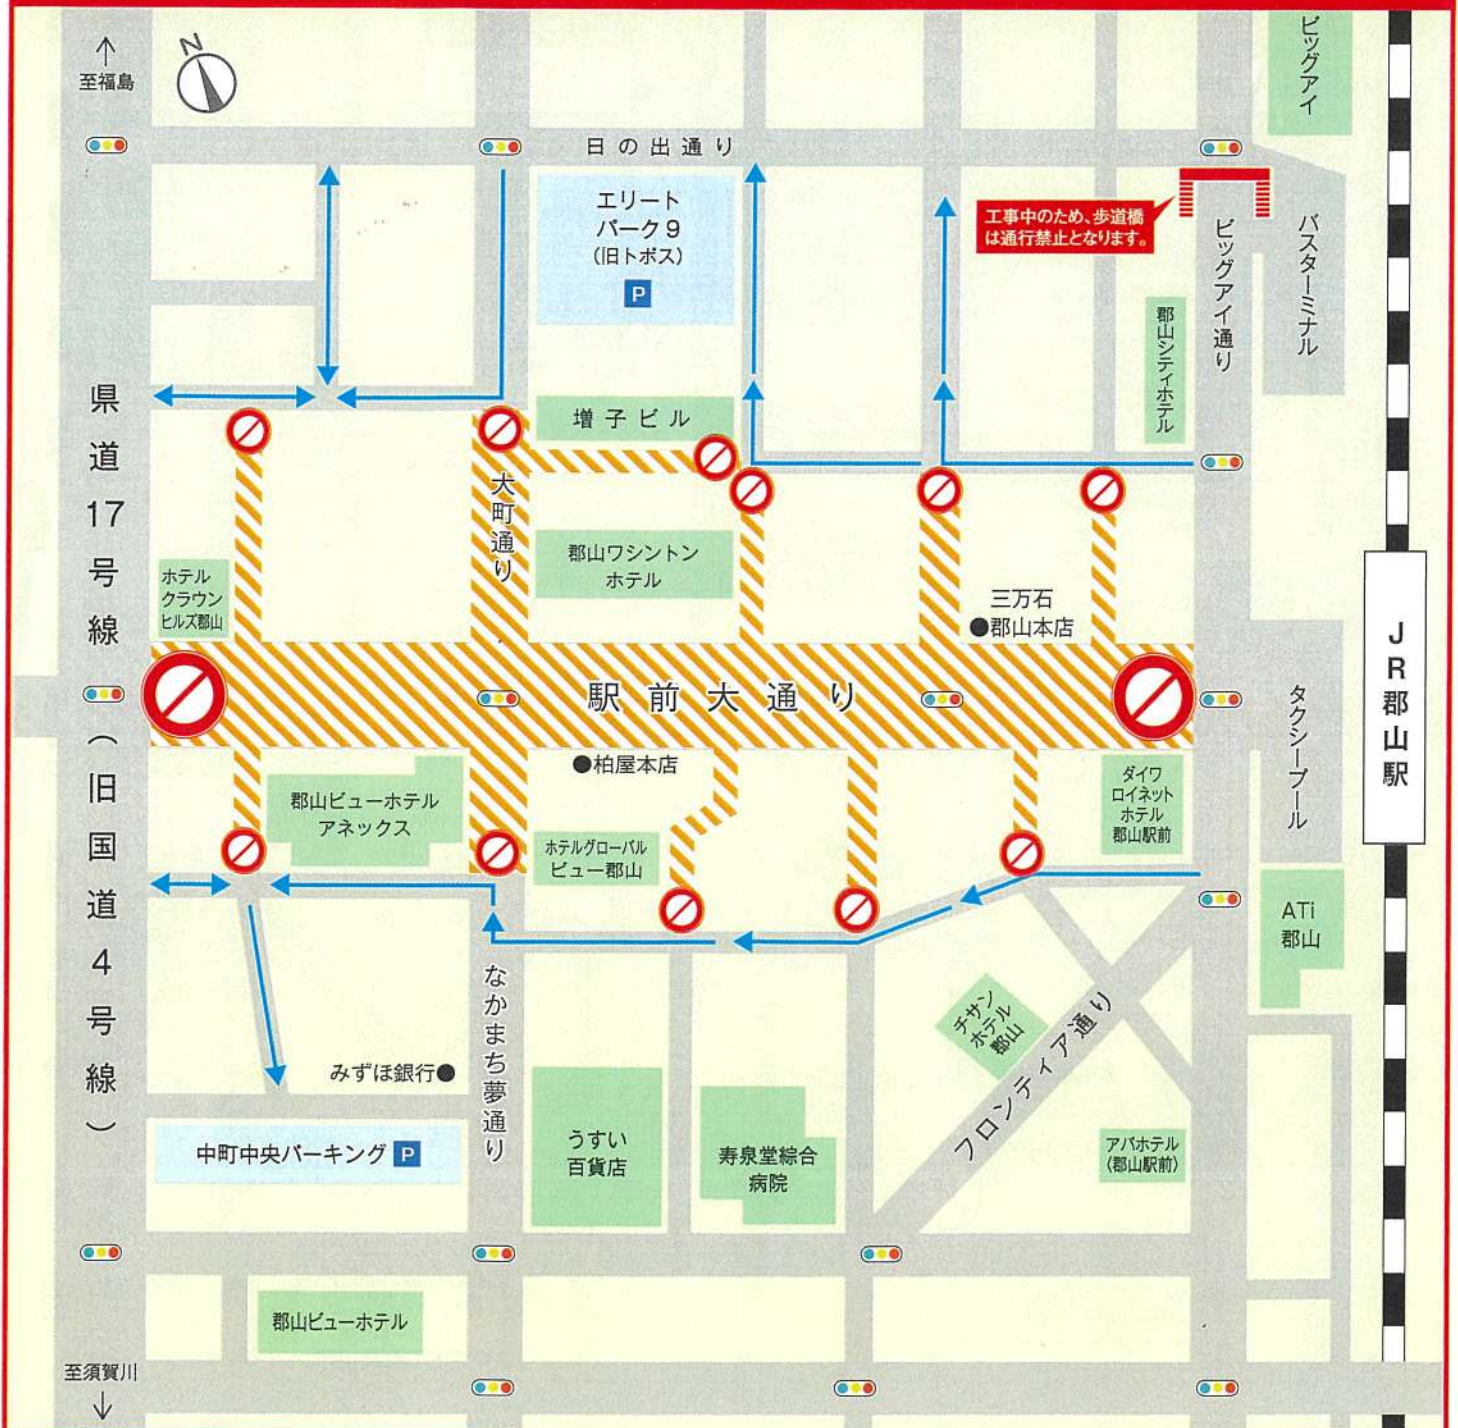 至福島
N
ビッグアイ
日の出通り
エリート
パーク9
(旧トポス)
P
工事中のため、歩道橋
は通行禁止となります。
ビッグアイ通り
バスターミナル
郡山シティホテル
県道17号線(旧国道4号線)
増子ビル
大町通り
郡山ワシントン
ホテル
ホテル
クラウン
ヒルズ郡山
三万石
●郡山本店
JR郡山駅
駅前大通り
タクシープール
●柏屋本店
郡山ビューホテル
アネックス
ホテルグローバル
ビュー郡山
ダイワ
ロイネット
ホテル
郡山駅前
ATi
郡山
なかまち夢通り
チサン
ホテル
郡山
フロンティア通り
みずほ銀行●
中町中央パーキング P
うすい
百貨店
寿泉堂綜合
病院
アパホテル
(郡山駅前)
郡山ビューホテル
至須賀川